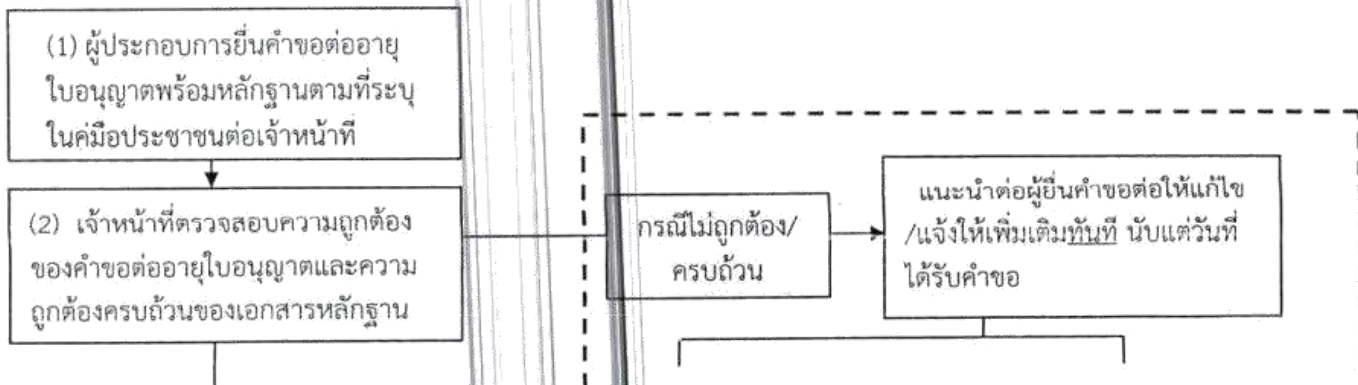 (1) ผู้ประกอบการยื่นคำขอต่ออายุ
ใบอนุญาตพร้อมหลักฐานตามที่ระบุ
ในคู่มือประชาชนต่อเจ้าหน้าที่
(2) เจ้าหน้าที่ตรวจสอบความถูกต้อง
ของคำขอต่ออายุใบอนุญาตและความ
ถูกต้องครบถ้วนของเอกสารหลักฐาน
กรณีไม่ถูกต้อง/
ครบถ้วน
แนะนำต่อผู้ยื่นคำขอต่อให้แก้ไข
/แจ้งให้เพิ่มเติมทันที นับแต่วันที่
ได้รับคำขอ